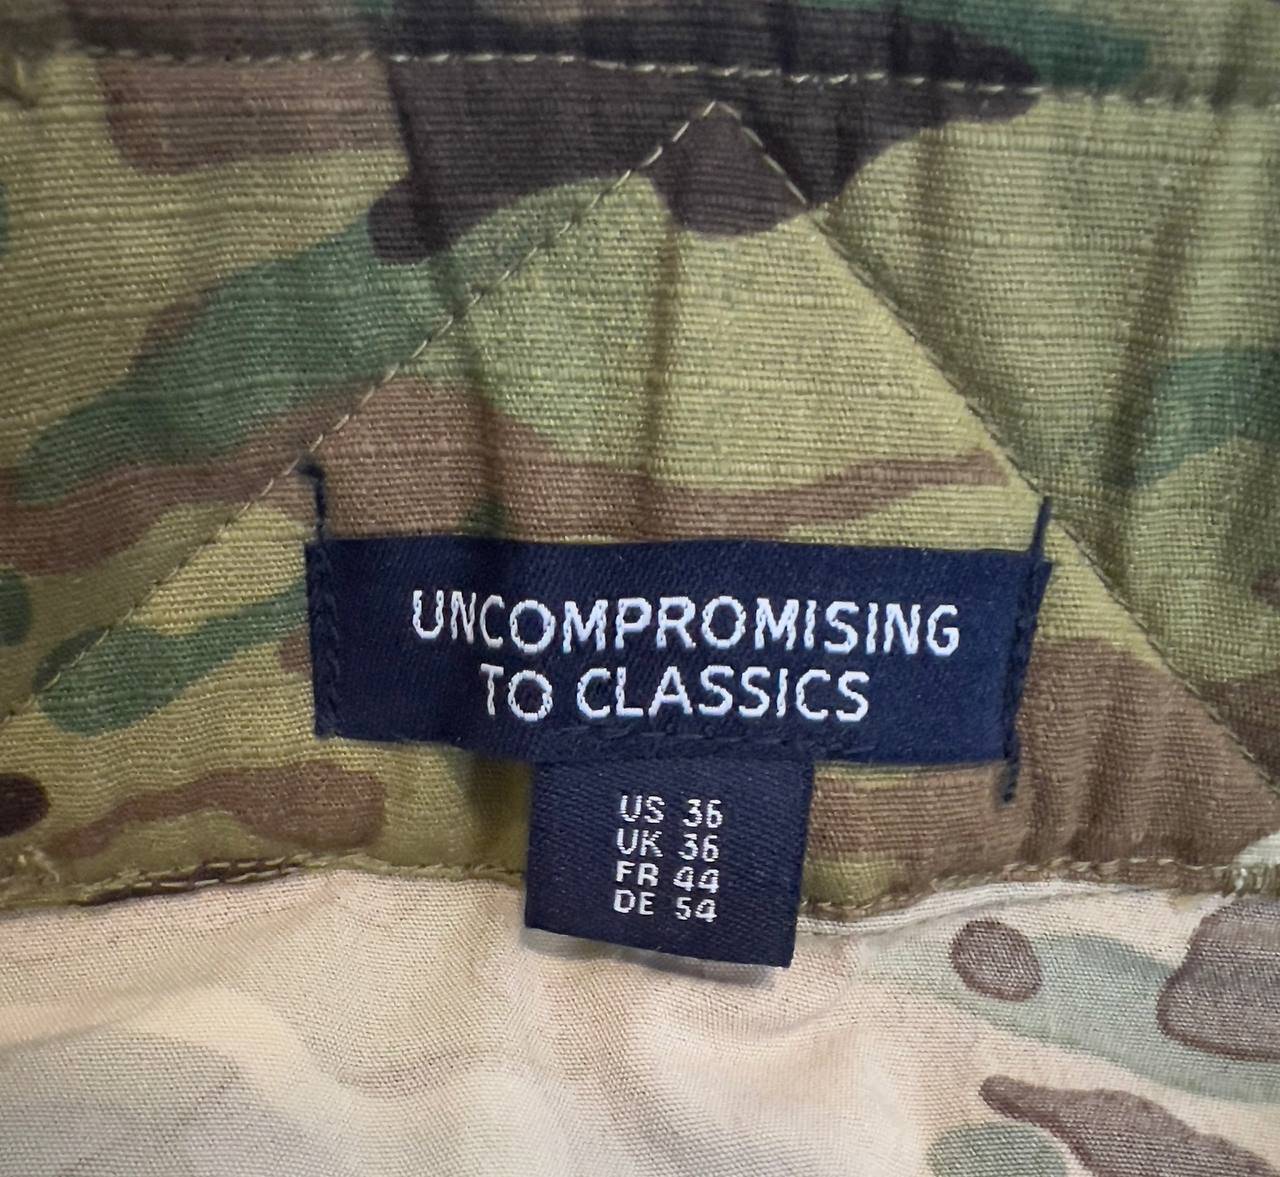 UNCOMPROMISING
TO CLASSICS
US 36
UK 36
FR 44
DE 54